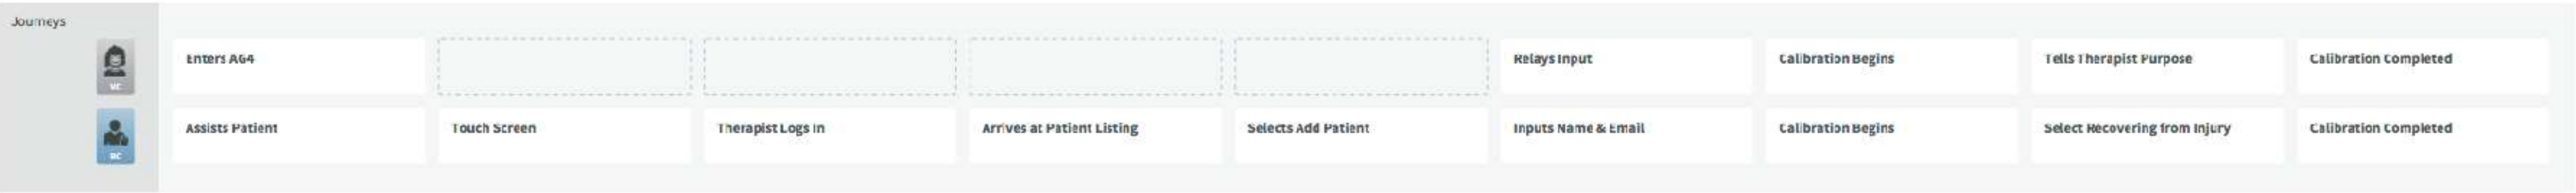 Journeys
Enters AG4
Relays Input
Calibration Begins
Tells Therapist Purpose
Calibration Completed
Assists Patient
Touch Screen
Therapist Logs In
Arrives at Patient Listing
Selects Add Patient
Inputs Name & Email
Calibration Begins
Select Recovering from Injury
Calibration Completed